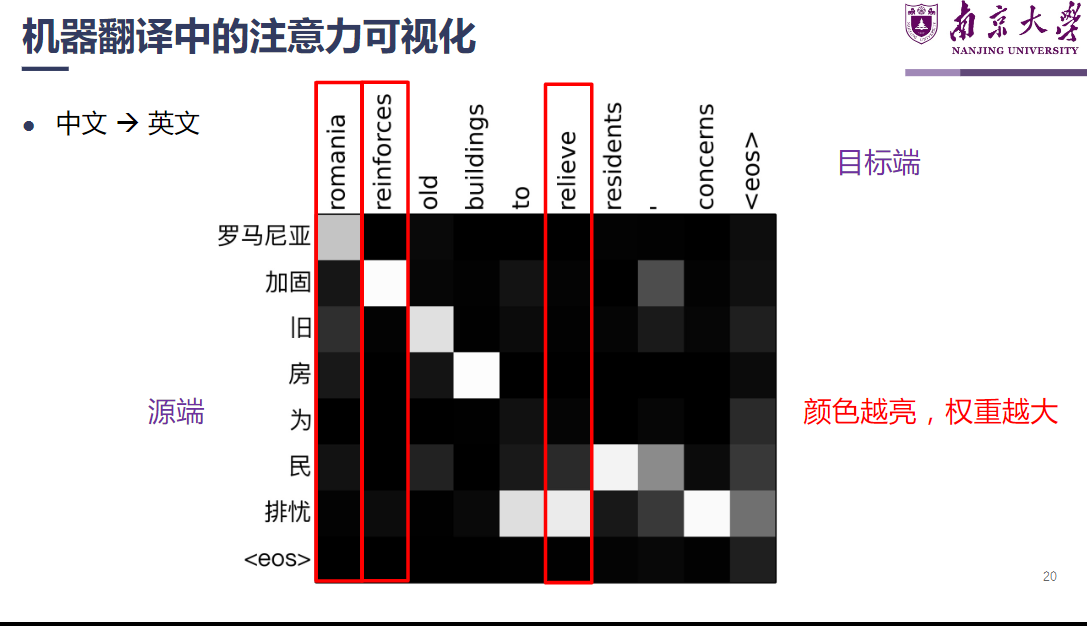 机器翻译中的注意力可视化
南京大学
NANJING UNIVERSITY
• 中文 → 英文
romania
reinforces
old
buildings
to
relieve
residents
'
concerns
<eos>
目标端
罗马尼亚
加固
旧
房
为
民
排忧
<eos>
源端
颜色越亮，权重越大
20